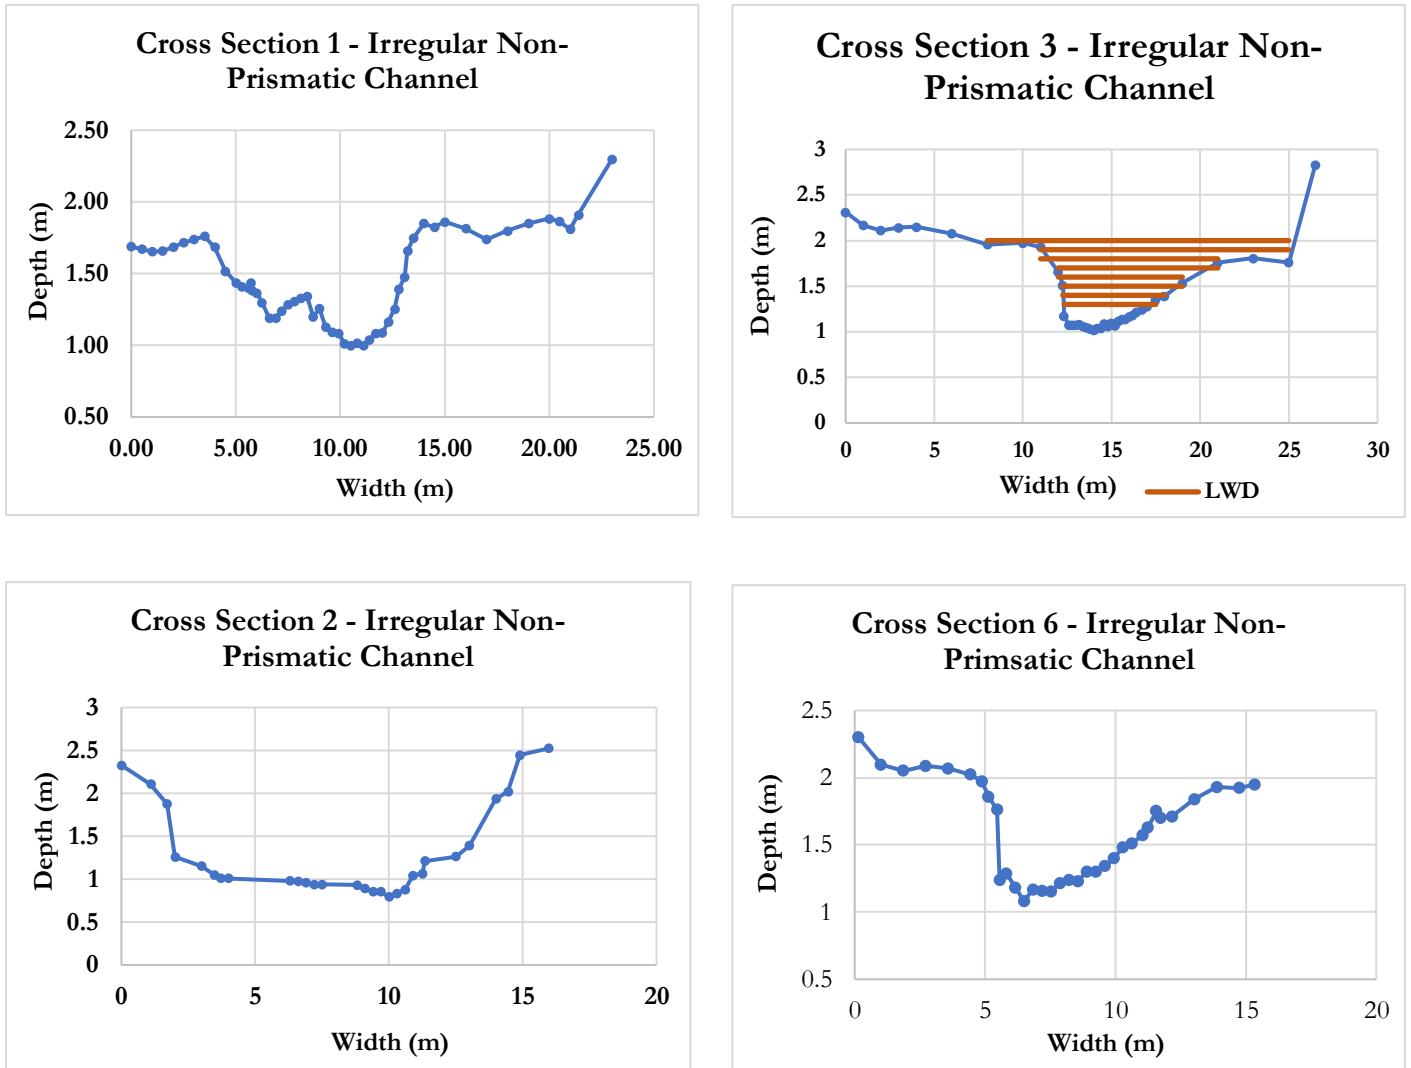 Cross Section 1 - Irregular Non-
Prismatic Channel
2.50
2.00
1.50
1.00
0.50
Depth (m)
0.00 5.00 10.00 15.00 20.00 25.00
Width (m)
Cross Section 3 - Irregular Non-
Prismatic Channel
3
2.5
2
1.5
1
0.5
0
Depth (m)
0 5 10 15 20 25 30
Width (m)
LWD
Cross Section 2 - Irregular Non-
Prismatic Channel
3
2.5
2
1.5
1
0.5
0
Depth (m)
0 5 10 15 20
Width (m)
Cross Section 6 - Irregular Non-
Primsatic Channel
2.5
2
1.5
1
0.5
Depth (m)
0 5 10 15 20
Width (m)